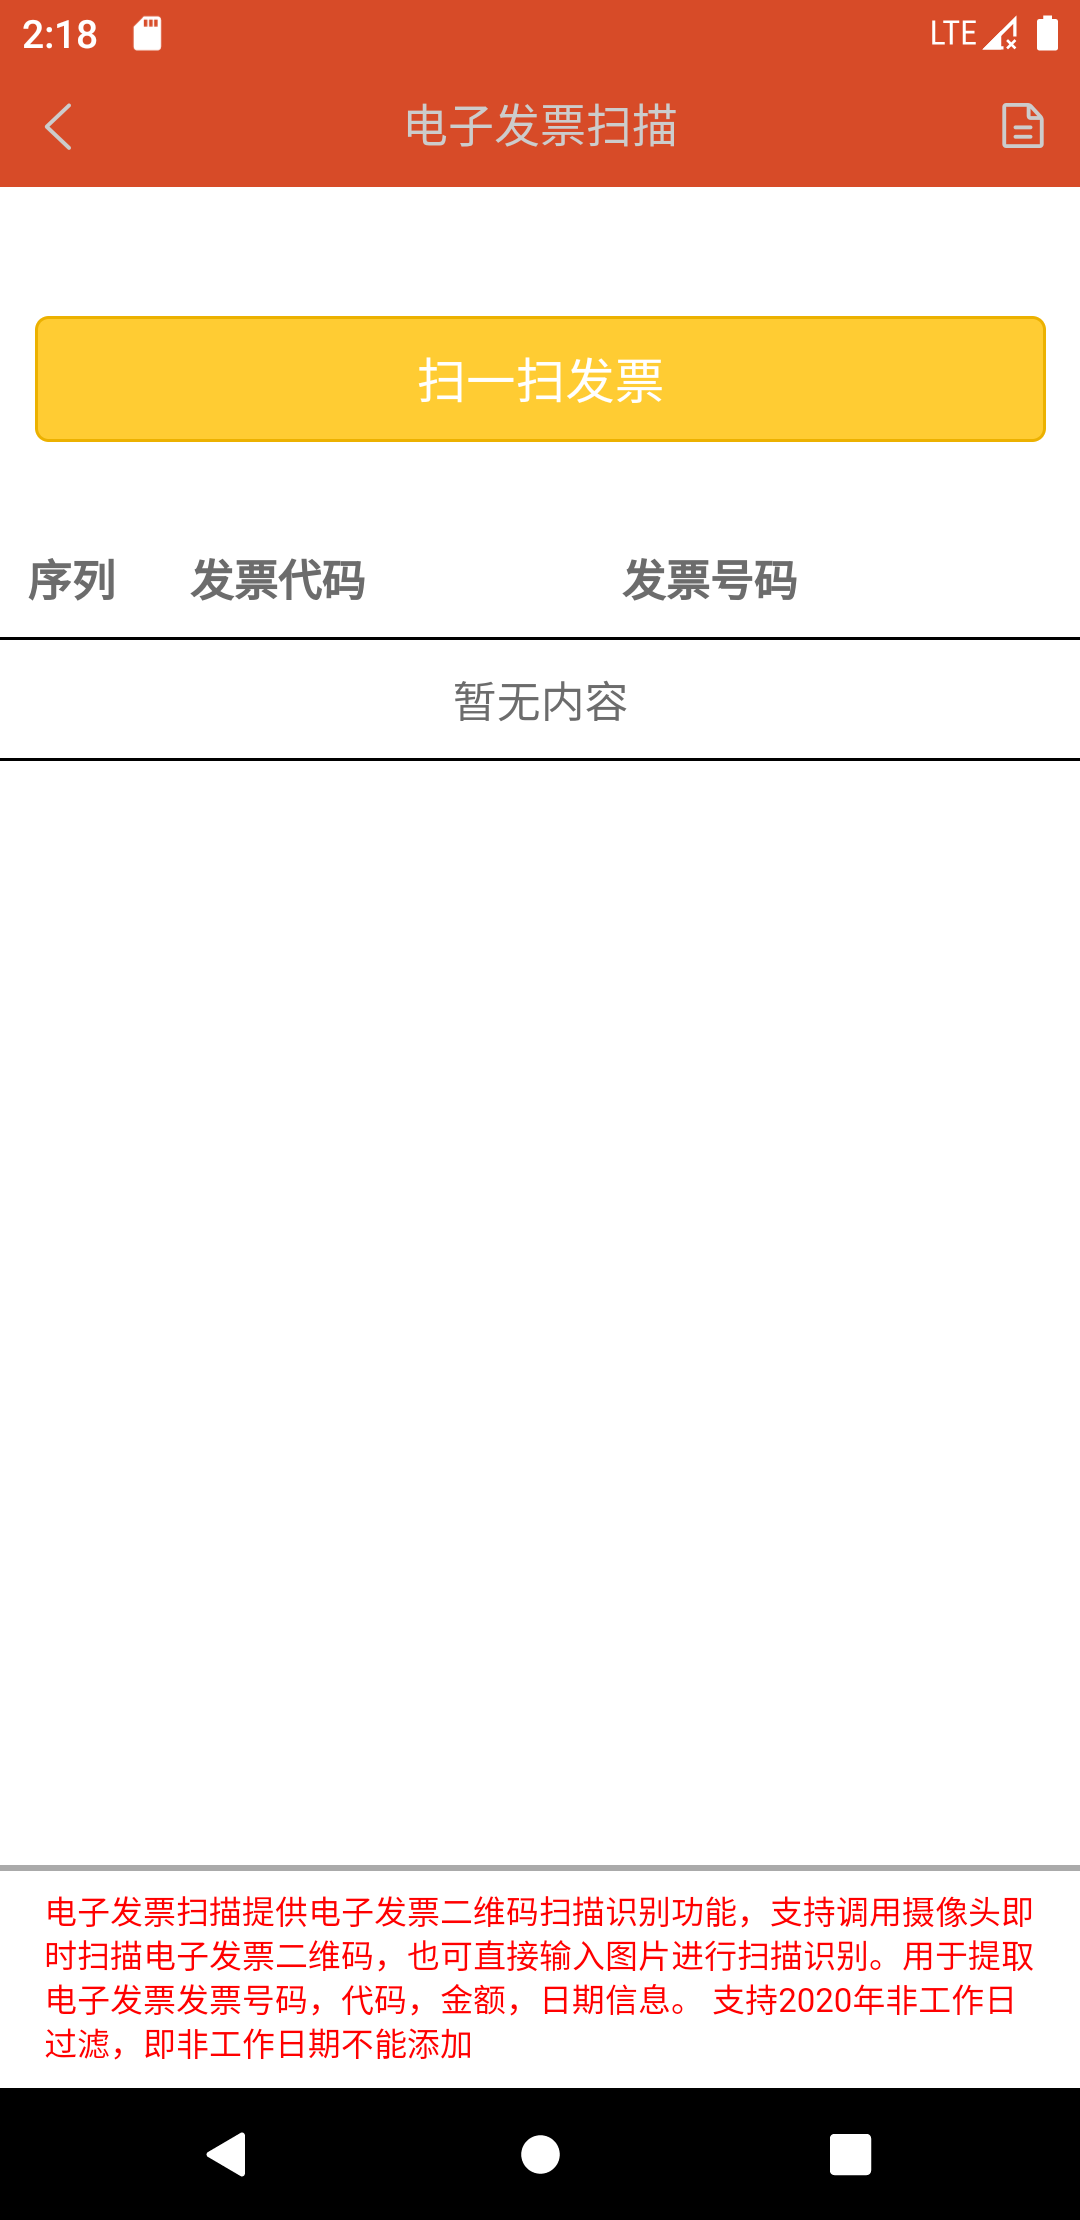 2:18
LTE
电子发票扫描
扫一扫发票
序列 发票代码 发票号码
暂无内容
电子发票扫描提供电子发票二维码扫描识别功能，支持调用摄像头即
时扫描电子发票二维码，也可直接输入图片进行扫描识别。用于提取
电子发票发票号码，代码，金额，日期信息。 支持2020年非工作日
过滤，即非工作日期不能添加